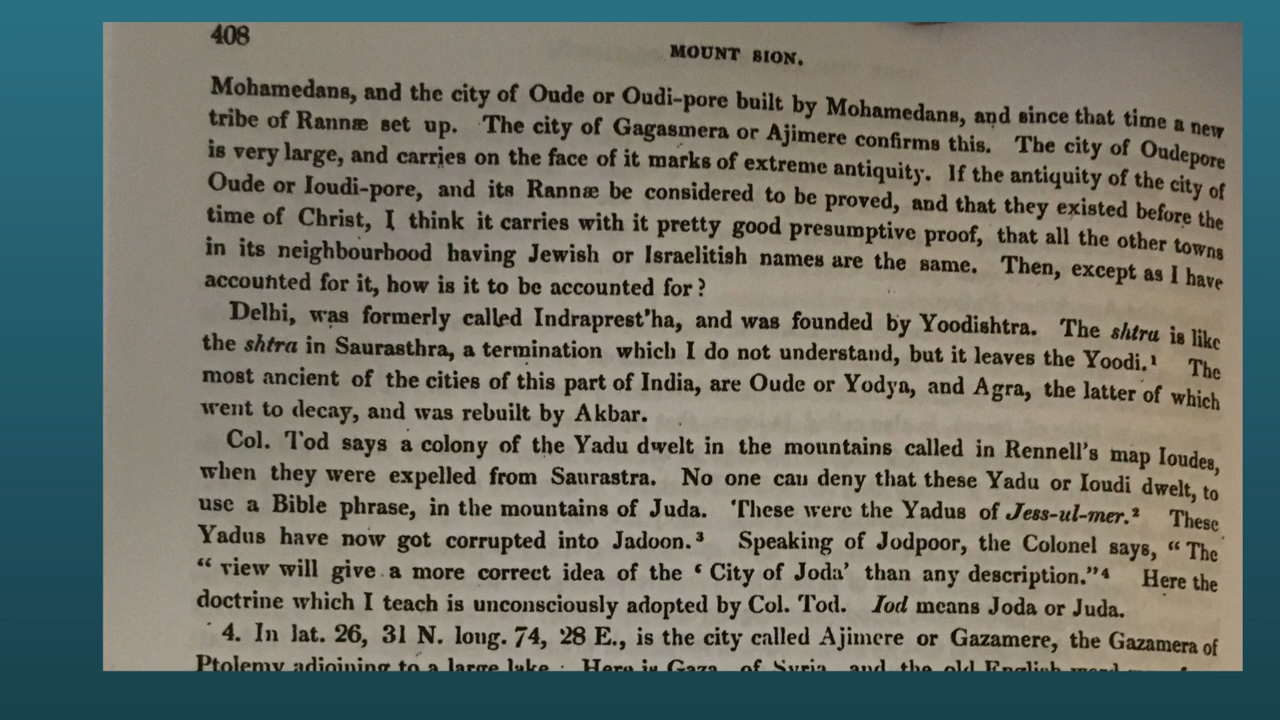 408
MOUNT SION.
Mohamedans, and the city of Oude or Oudi-pore built by Mohamedans, and since that time a new
tribe of Rannæ set up. The city of Gagasmera or Ajimere confirms this. The city of Oudepore
is very large, and carries on the face of it marks of extreme antiquity. If the antiquity of the city of
Oude or Ioudi-pore, and its Rannæ be considered to be proved, and that they existed before the
time of Christ, I think it carries with it pretty good presumptive proof, that all the other towns
in its neighbourhood having Jewish or Israelitish names are the same. Then, except as I have
accounted for it, how is it to be accounted for?
Delhi, was formerly called Indraprest'ha, and was founded by Yoodishtra. The shtra is like
the shtra in Saurasthra, a termination which I do not understand, but it leaves the Yoodi.¹ The
most ancient of the cities of this part of India, are Oude or Yodya, and Agra, the latter of which
went to decay, and was rebuilt by Akbar.
Col. Tod says a colony of the Yadu dwelt in the mountains called in Rennell's map Ioudes,
when they were expelled from Saurastra. No one can deny that these Yadu or Ioudi dwelt, to
use a Bible phrase, in the mountains of Juda. These were the Yadus of Jess-ul-mer.² These
Yadus have now got corrupted into Jadoon.³ Speaking of Jodpoor, the Colonel says, “ The
“ view will give a more correct idea of the ‘ City of Joda’ than any description.”⁴ Here the
doctrine which I teach is unconsciously adopted by Col. Tod. Iod means Joda or Juda.
4. In lat. 26, 31 N. long. 74, 28 E., is the city called Ajimere or Gazamere, the Gazamera of
Ptolemy adjoining to a large lake. Here is Gaza of Syria, and the old English